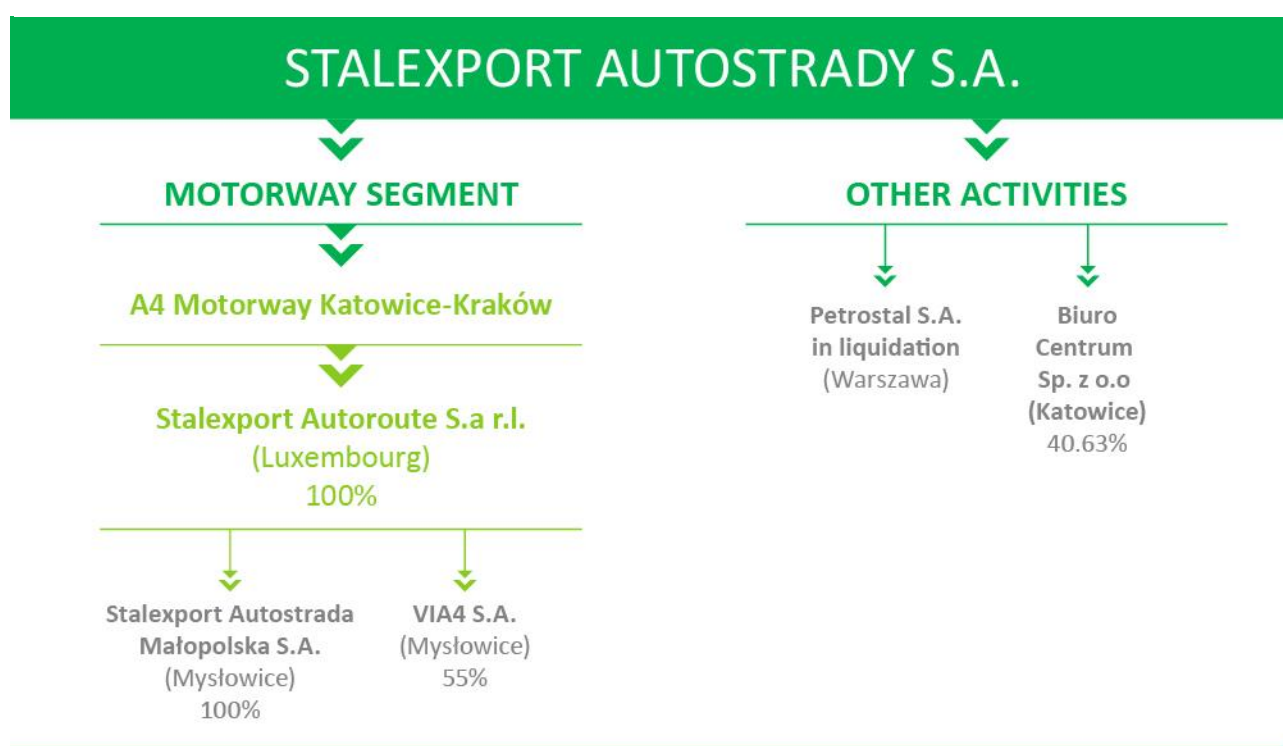 STALEXPORT AUTOSTRADY S.A.
MOTORWAY SEGMENT
A4 Motorway Katowice-Kraków
Stalexport Autoroute S.a r.l.
(Luxembourg)
100%
Stalexport Autostrada
Małopolska S.A.
(Mysłowice)
100%
VIA4 S.A.
(Mysłowice)
55%
OTHER ACTIVITIES
Petrostal S.A.
in liquidation
(Warszawa)
Biuro
Centrum
Sp. z o.o
(Katowice)
40.63%